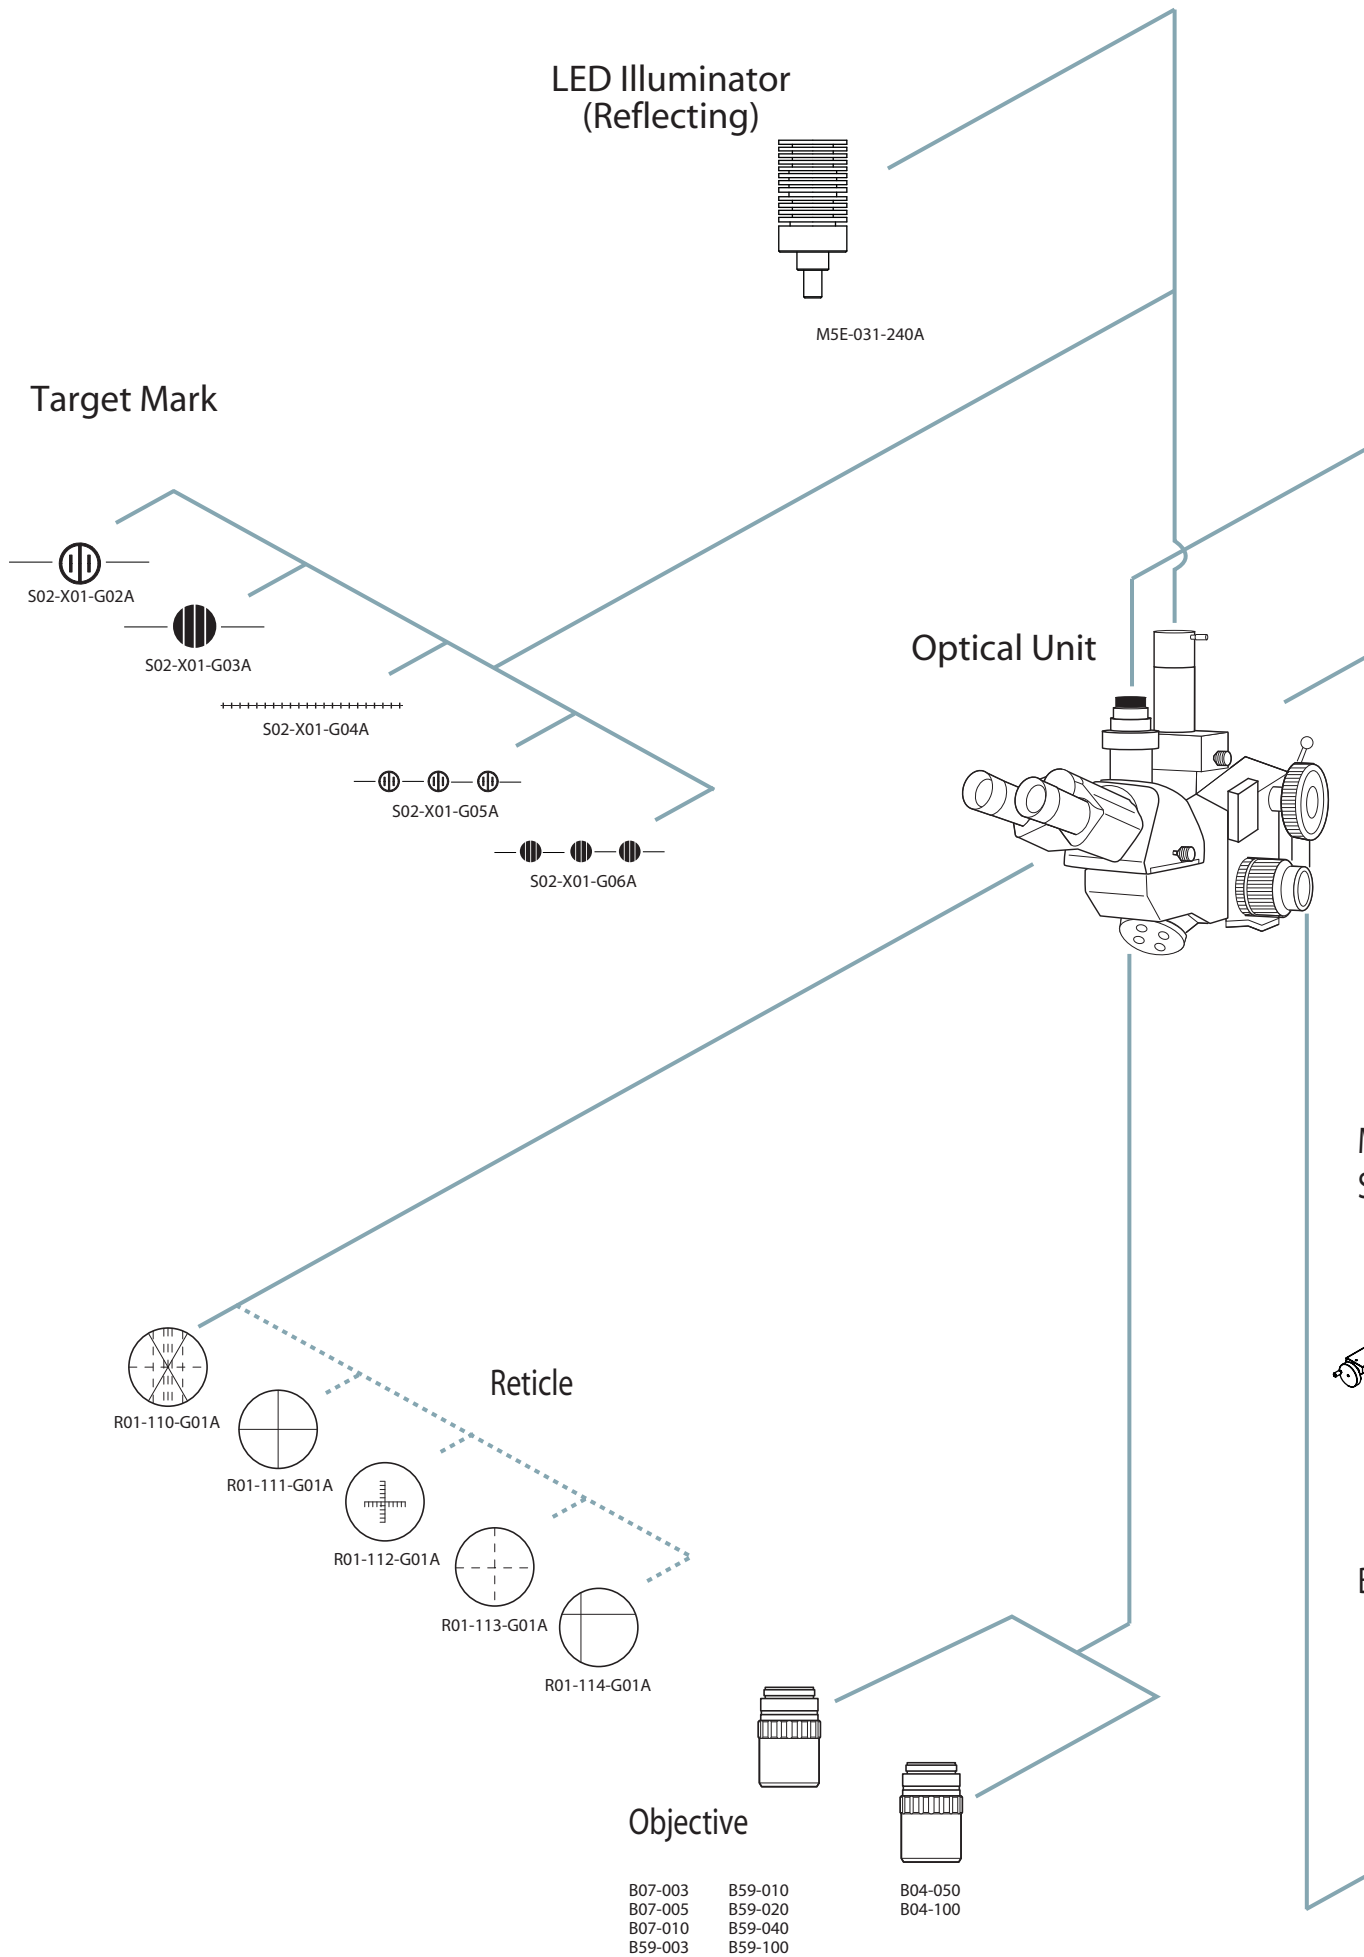 LED Illuminator
(Reflecting)
M5E-031-240A
Target Mark
S02-X01-G02A
S02-X01-G03A
S02-X01-G04A
S02-X01-G05A
S02-X01-G06A
Optical Unit
Reticle
R01-110-G01A
R01-111-G01A
R01-112-G01A
R01-113-G01A
R01-114-G01A
Objective
B07-003 B59-010 B04-050
B07-005 B59-020 B04-100
B07-010 B59-040
B59-003 B59-100